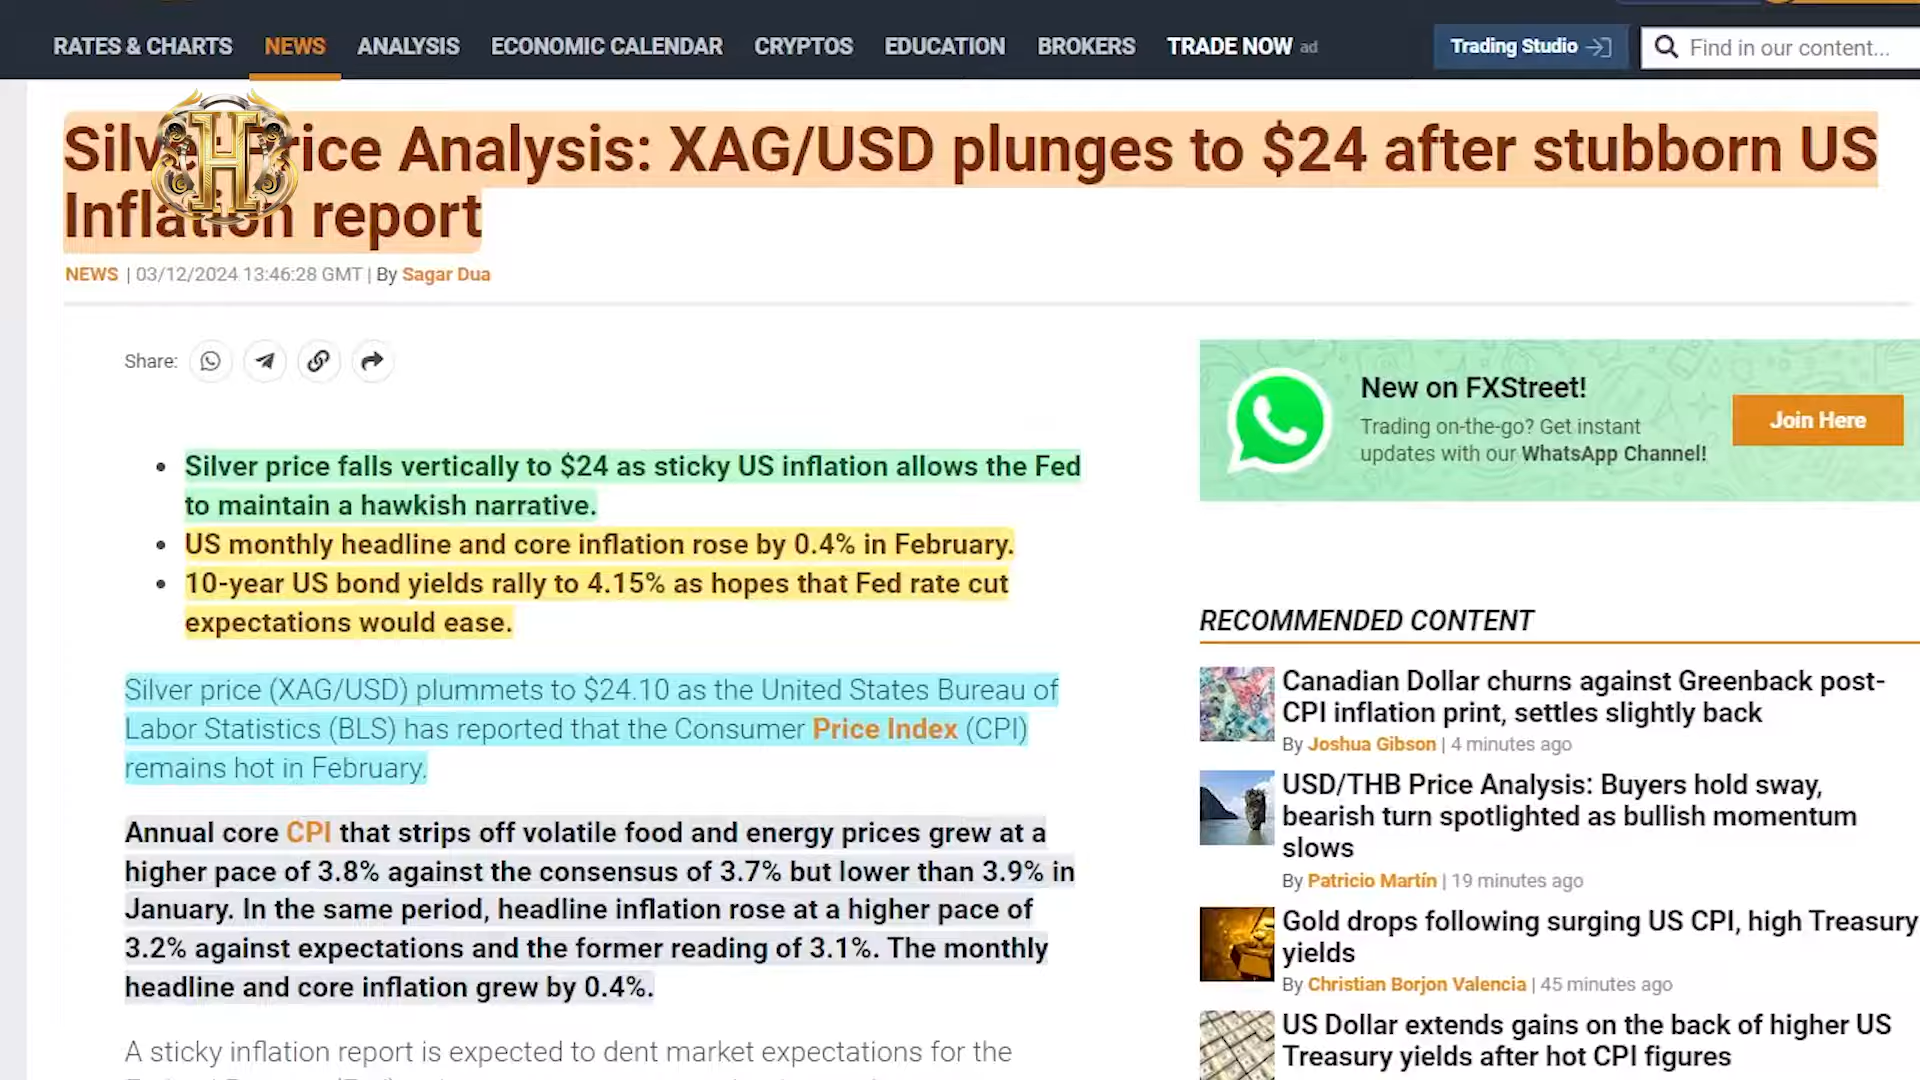 RATES & CHARTS NEWS ANALYSIS ECONOMIC CALENDAR CRYPTOS EDUCATION BROKERS TRADE NOW ad Trading Studio Find in our content...
Silver Price Analysis: XAG/USD plunges to $24 after stubborn US
Inflation report
NEWS | 03/12/2024 13:46:28 GMT | By Sagar Dua
Share:
Silver price falls vertically to $24 as sticky US inflation allows the Fed
to maintain a hawkish narrative.
US monthly headline and core inflation rose by 0.4% in February.
10-year US bond yields rally to 4.15% as hopes that Fed rate cut
expectations would ease.
Silver price (XAG/USD) plummets to $24.10 as the United States Bureau of
Labor Statistics (BLS) has reported that the Consumer Price Index (CPI)
remains hot in February.
Annual core CPI that strips off volatile food and energy prices grew at a
higher pace of 3.8% against the consensus of 3.7% but lower than 3.9% in
January. In the same period, headline inflation rose at a higher pace of
3.2% against expectations and the former reading of 3.1%. The monthly
headline and core inflation grew by 0.4%.
A sticky inflation report is expected to dent market expectations for the
New on FXStreet!
Trading on-the-go? Get instant
updates with our WhatsApp Channel!
Join Here
RECOMMENDED CONTENT
Canadian Dollar churns against Greenback post-
CPI inflation print, settles slightly back
By Joshua Gibson | 4 minutes ago
USD/THB Price Analysis: Buyers hold sway,
bearish turn spotlighted as bullish momentum
slows
By Patricio Martín | 19 minutes ago
Gold drops following surging US CPI, high Treasury
yields
By Christian Borjon Valencia | 45 minutes ago
US Dollar extends gains on the back of higher US
Treasury yields after hot CPI figures
H